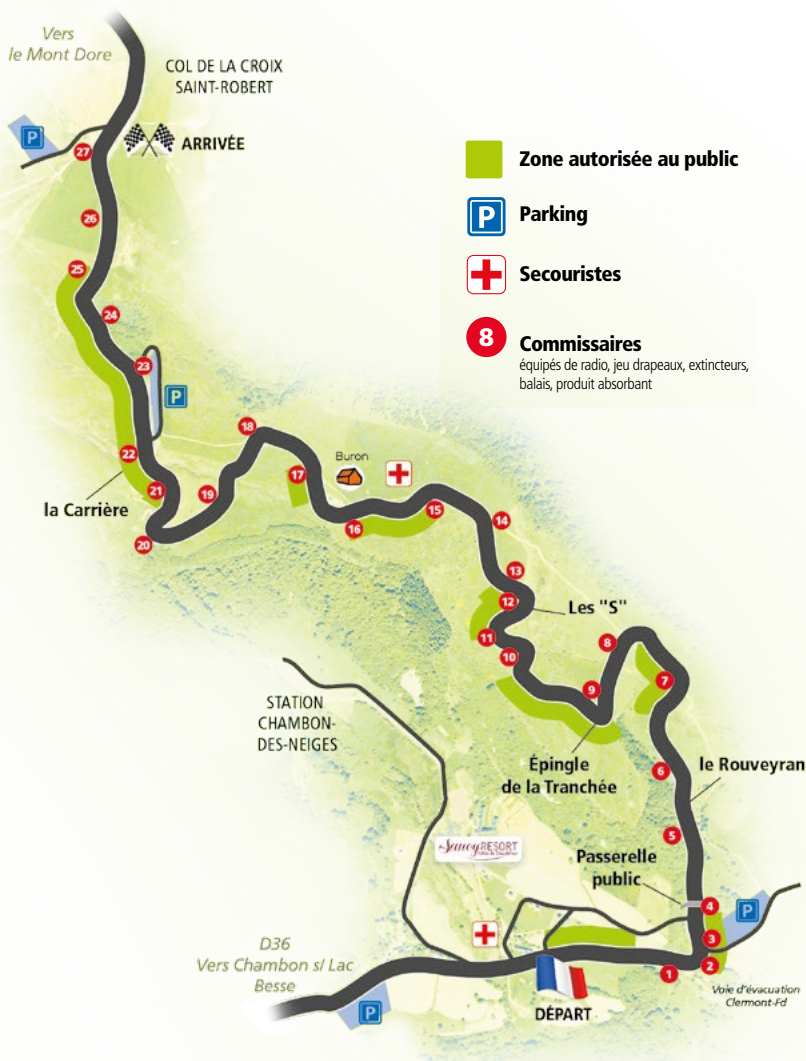 Vers
le Mont Dore
COL DE LA CROIX
SAINT-ROBERT
P
ARRIVÉE
27
Zone autorisée au public
P Parking
Secouristes
8 Commissaires
équipés de radio, jeu drapeaux, extincteurs,
balais, produit absorbant
26
25
24
23
P
18
22
Buron
17
21
19
la Carrière
15
16
14
20
13
12
Les "S"
11
8
10
7
9
STATION
CHAMBON-
DES-NEIGES
Épingle
de la Tranchée
6
le Rouveyran
5
Sancy RESORT
Passerelle
public
4
P
3
2
1
D36
Vers Chambon s/ Lac
Besse
Voie d'évacuation
Clermont-Fd
P
DÉPART